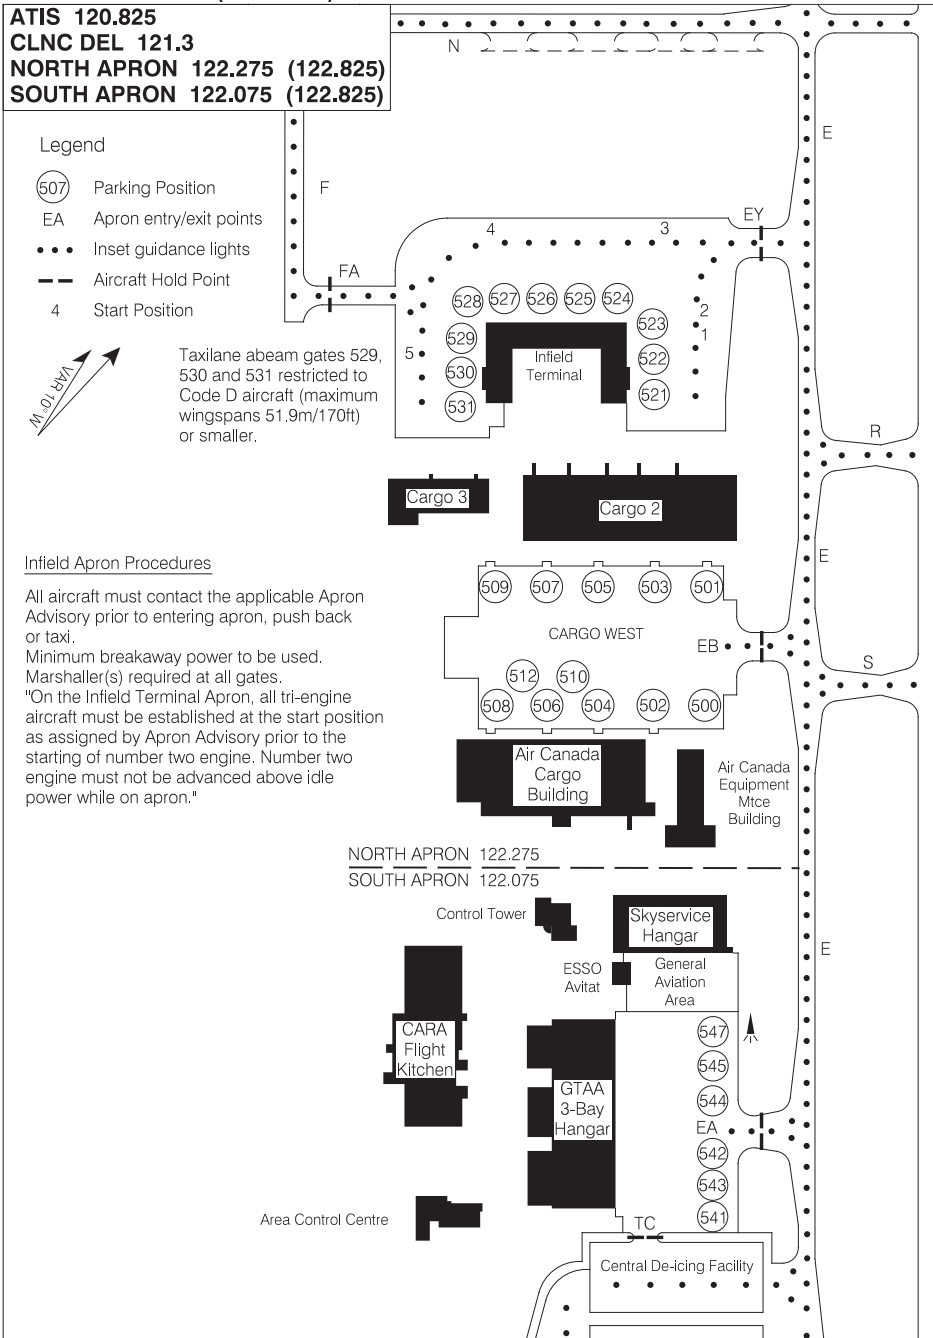 ATIS 120.825
CLNC DEL 121.3
NORTH APRON 122.275 (122.825)
SOUTH APRON 122.075 (122.825)
N
E
Legend
507 Parking Position
EA Apron entry/exit points
Inset guidance lights
Aircraft Hold Point
4 Start Position
F
FA
EY
4
3
2
1
5
VAR 10° W
Taxilane abeam gates 529,
530 and 531 restricted to
Code D aircraft (maximum
wingspans 51.9m/170ft)
or smaller.
528
527
526
525
524
523
522
521
529
530
531
Infield
Terminal
R
Cargo 3
Cargo 2
E
Infield Apron Procedures
All aircraft must contact the applicable Apron
Advisory prior to entering apron, push back
or taxi.
Minimum breakaway power to be used.
Marshaller(s) required at all gates.
"On the Infield Terminal Apron, all tri-engine
aircraft must be established at the start position
as assigned by Apron Advisory prior to the
starting of number two engine. Number two
engine must not be advanced above idle
power while on apron."
509
507
505
503
501
CARGO WEST
EB
S
512
510
508
506
504
502
500
Air Canada
Cargo
Building
Air Canada
Equipment
Mtce
Building
NORTH APRON 122.275
SOUTH APRON 122.075
Control Tower
Skyservice
Hangar
E
ESSO
Avitat
General
Aviation
Area
CARA
Flight
Kitchen
GTAA
3-Bay
Hangar
547
545
544
EA
542
543
541
Area Control Centre
TC
Central De-icing Facility